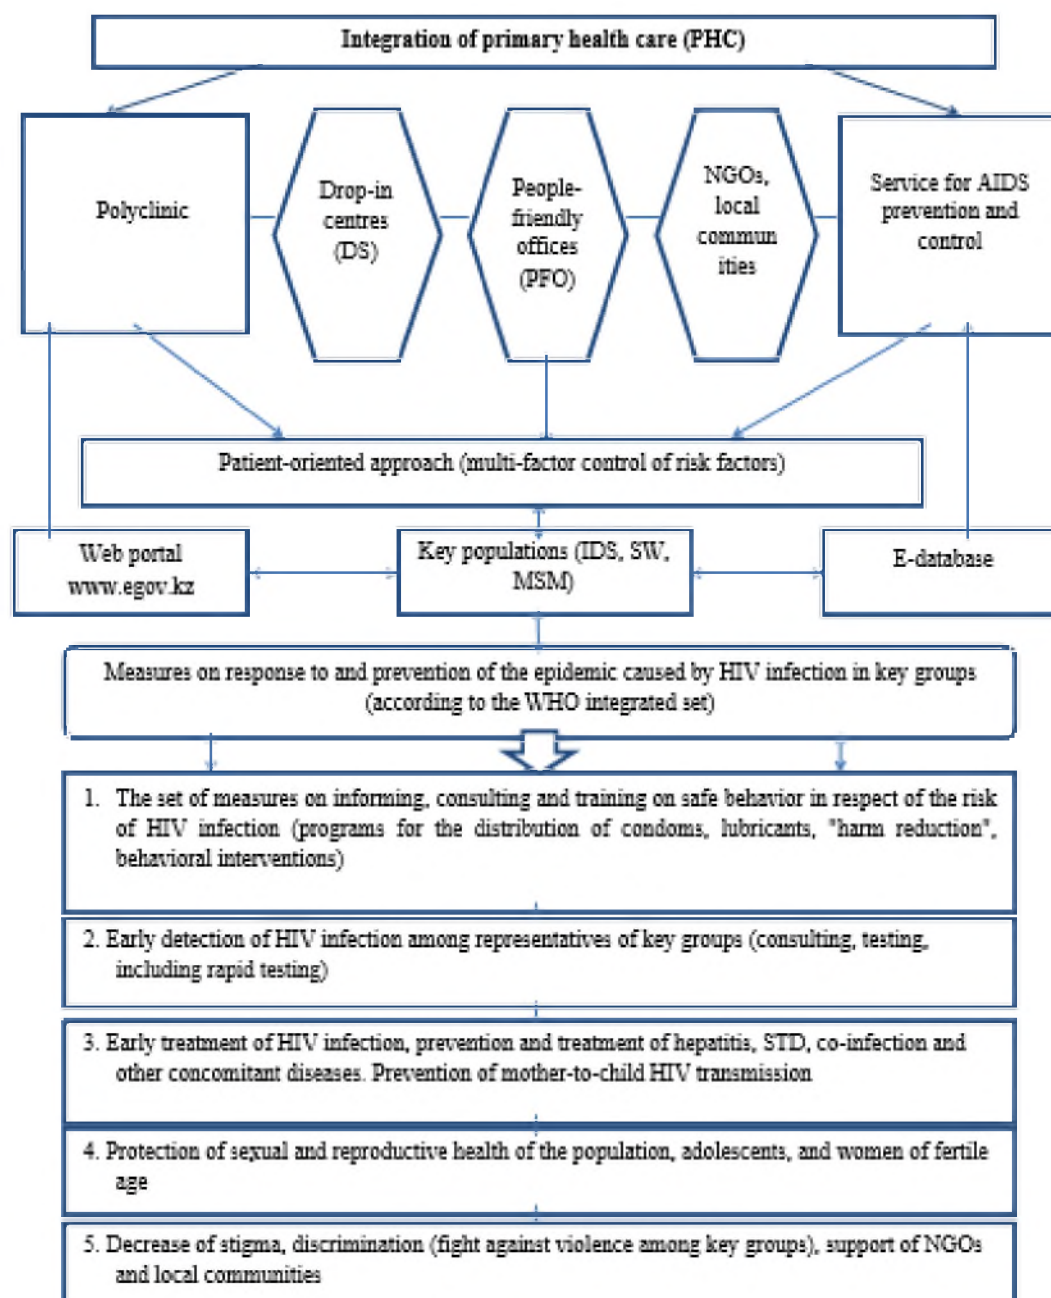 Integration of primary health care (PHC)
Polyclinic
Drop-in
centres
(DS)
People-
friendly
offices
(PFO)
NGOs,
local
commun
ities
Service for AIDS
prevention and
control
Patient-oriented approach (multi-factor control of risk factors)
Web portal
www.egov.kz
Key populations (IDS, SW,
MSM)
E-database
Measures on response to and prevention of the epidemic caused by HIV infection in key groups
(according to the WHO integrated set)
1. The set of measures on informing, consulting and training on safe behavior in respect of the risk
of HIV infection (programs for the distribution of condoms, lubricants, "harm reduction",
behavioral interventions)
2. Early detection of HIV infection among representatives of key groups (consulting, testing,
including rapid testing)
3. Early treatment of HIV infection, prevention and treatment of hepatitis, STD, co-infection and
other concomitant diseases. Prevention of mother-to-child HIV transmission
4. Protection of sexual and reproductive health of the population, adolescents, and women of fertile
age
5. Decrease of stigma, discrimination (fight against violence among key groups), support of NGOs
and local communities